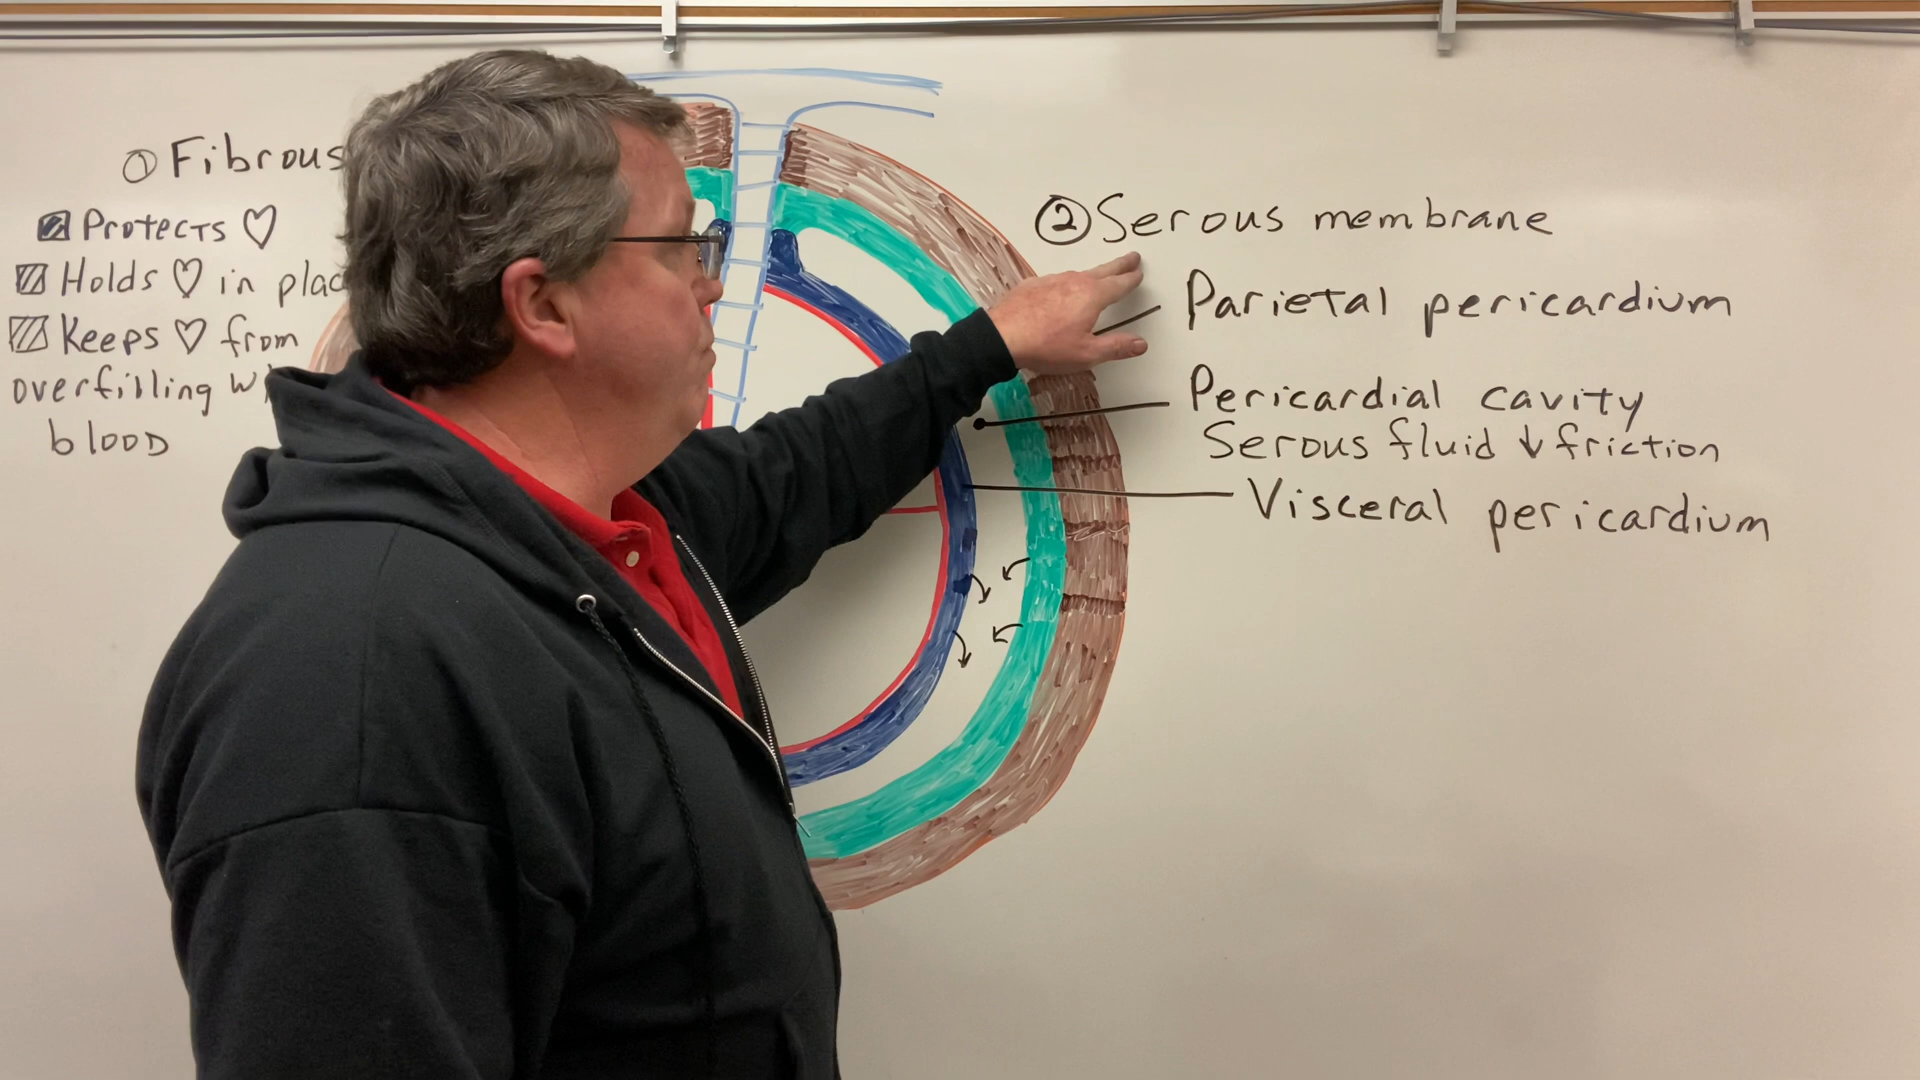 ① Fibrous
Protects ♡
Holds ♡ in plac
Keeps ♡ from
overfilling w/
blood
② Serous membrane
Parietal pericardium
Pericardial cavity
Serous fluid ↓ friction
Visceral pericardium